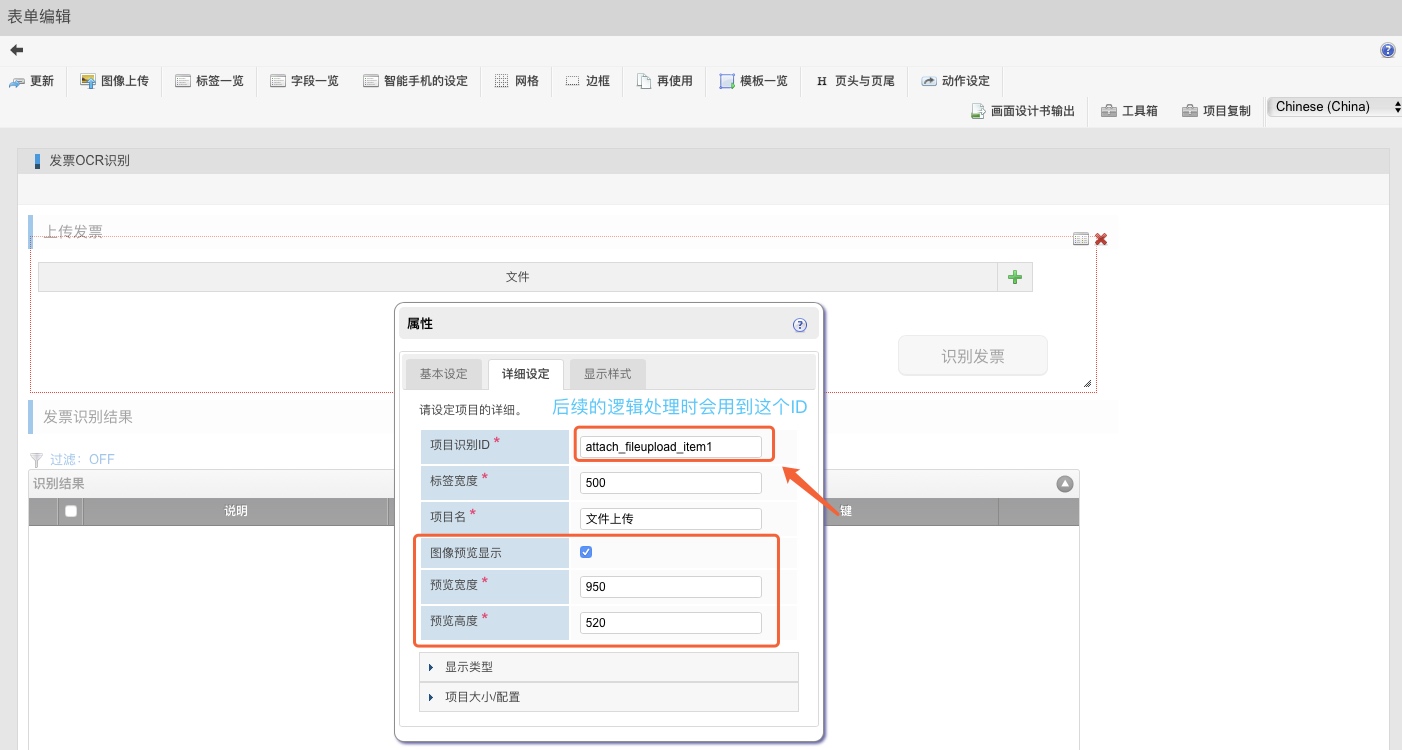 表单编辑
更新
图像上传
标签一览
字段一览
智能手机的设定
网格
边框
再使用
模板一览
H 页头与页尾
动作设定
画面设计书输出
工具箱
项目复制
Chinese (China)
发票OCR识别
上传发票
文件
属性
识别发票
基本设定
详细设定
显示样式
请设定项目的详细。
后续的逻辑处理时会用到这个ID
发票识别结果
项目识别ID *
attach_fileupload_item1
过滤：OFF
标签宽度 *
500
识别结果
说明
键
项目名 *
文件上传
图像预览显示
预览宽度 *
950
预览高度 *
520
显示类型
项目大小/配置